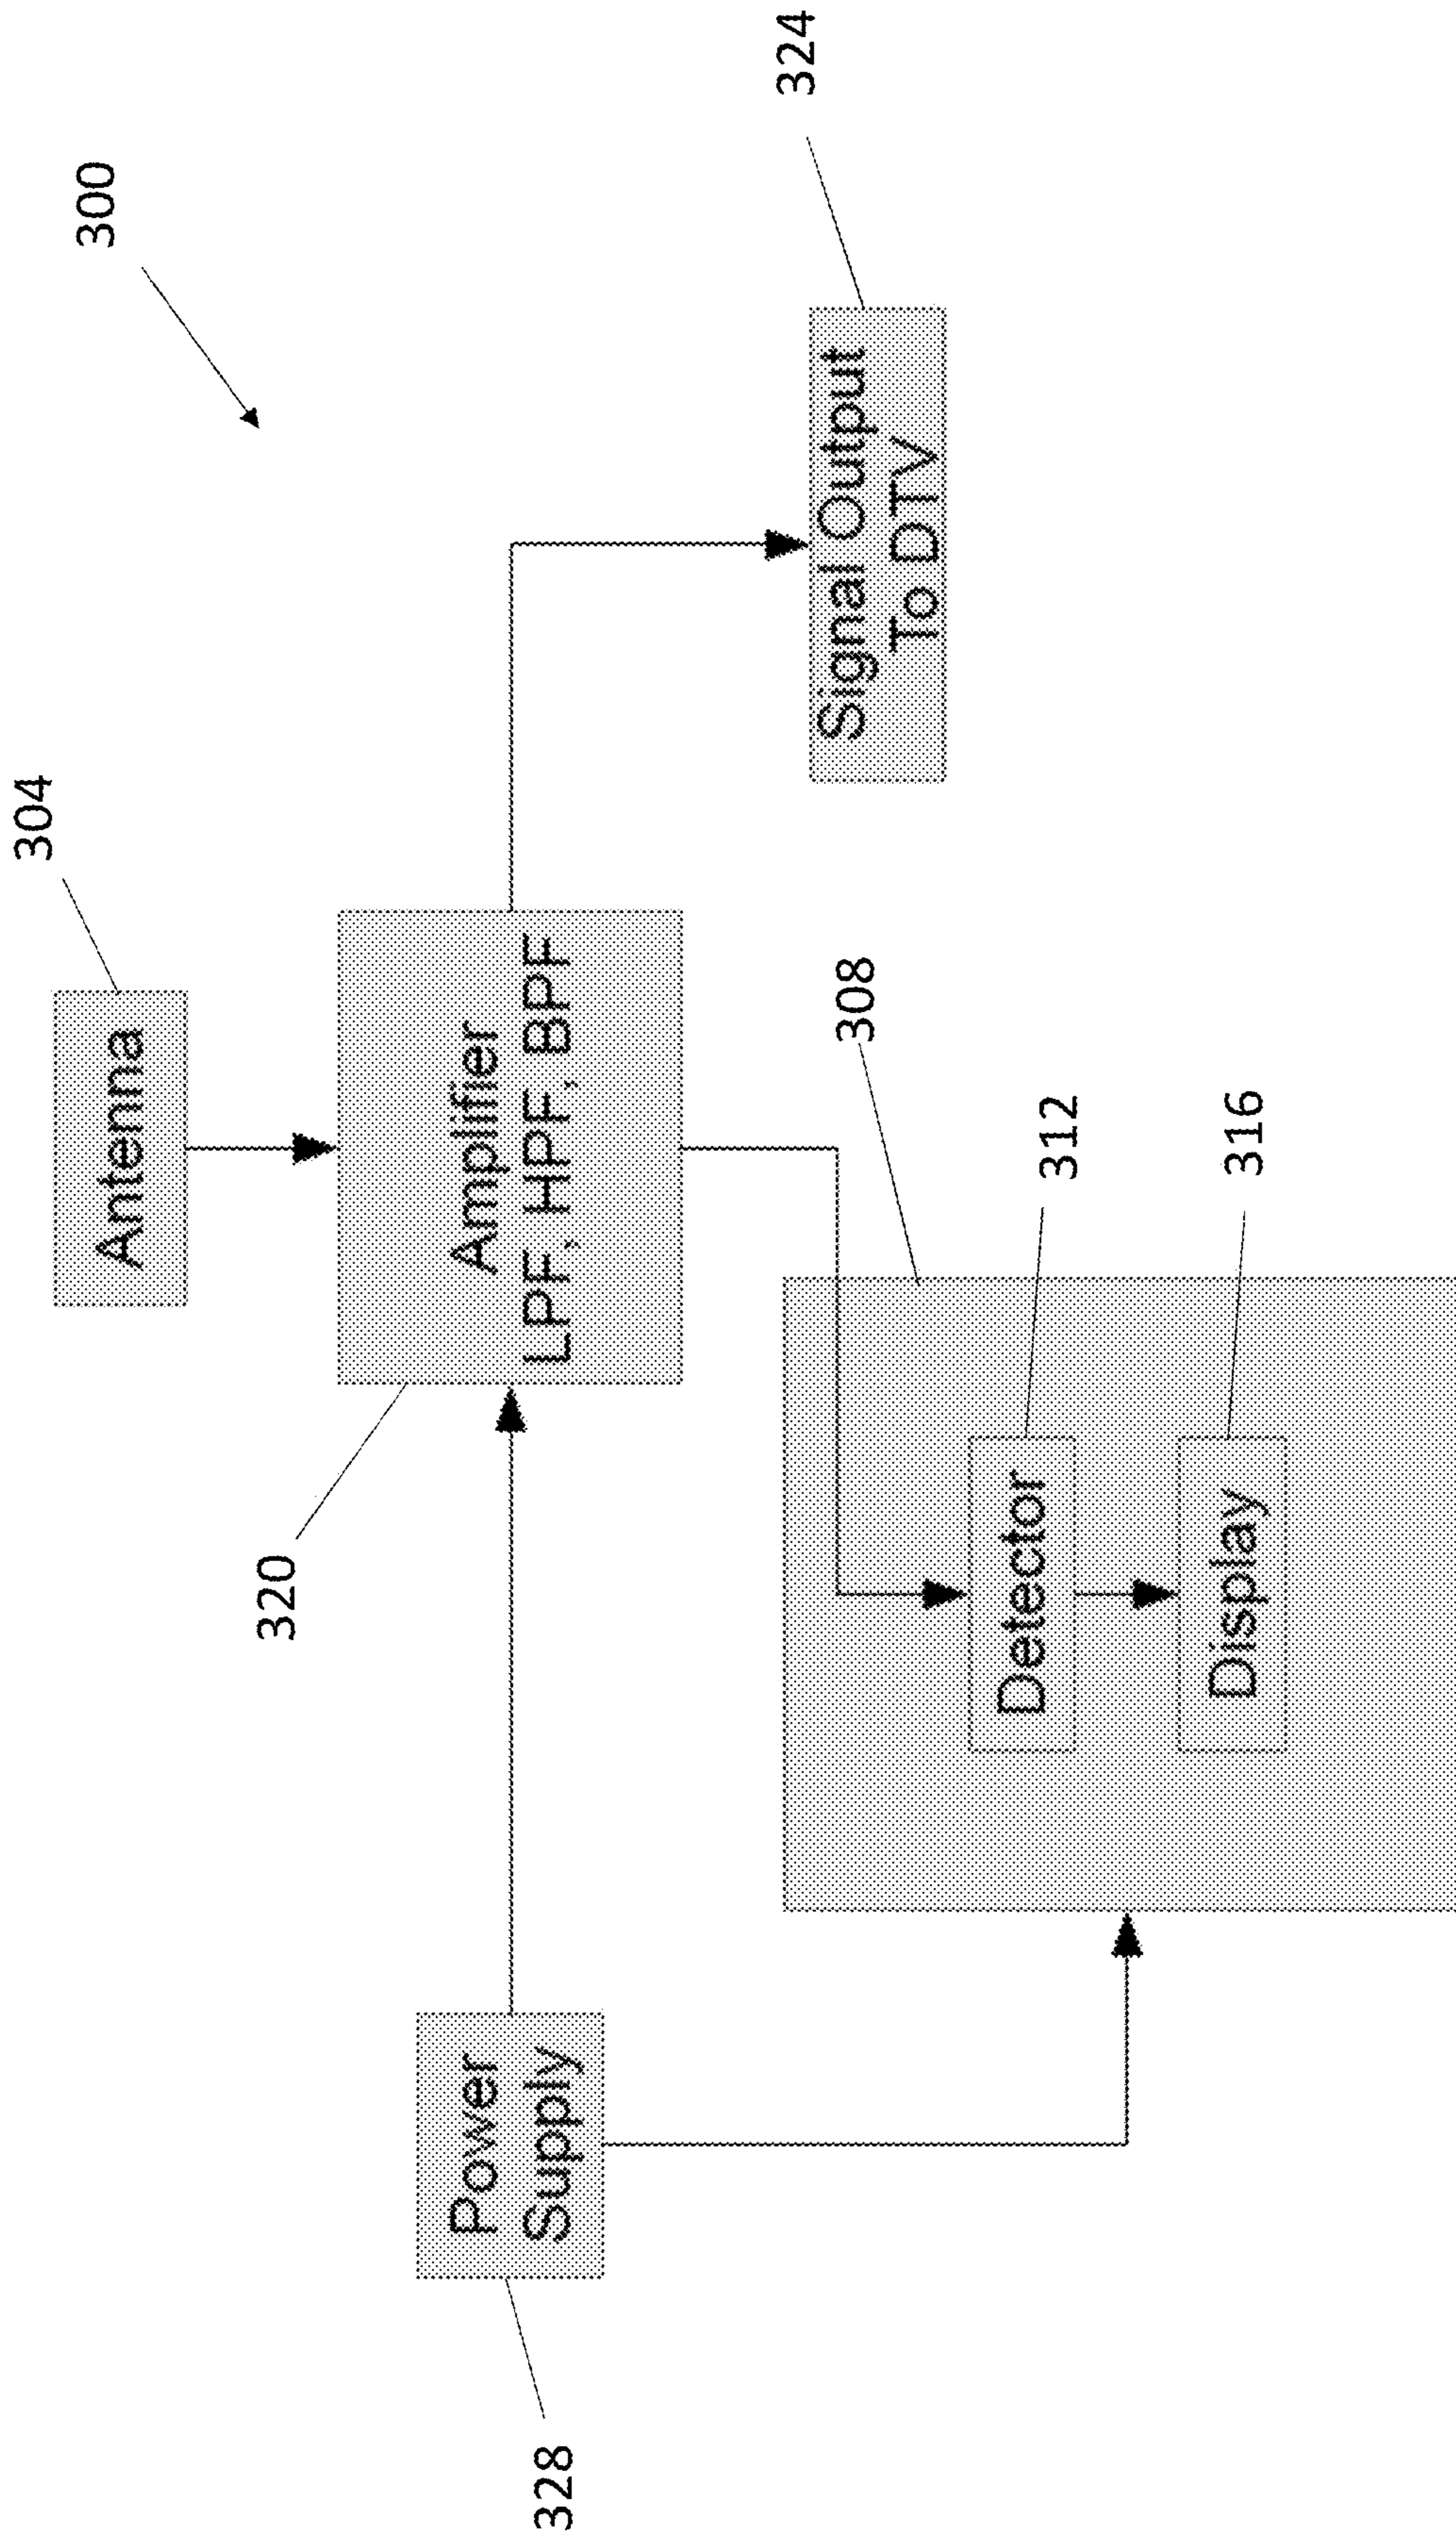 300
304
Antenna
320
Amplifier
LPF, HPF, BPF
328
Power
Supply
324
Signal Output
To DTV
308
312
Detector
316
Display